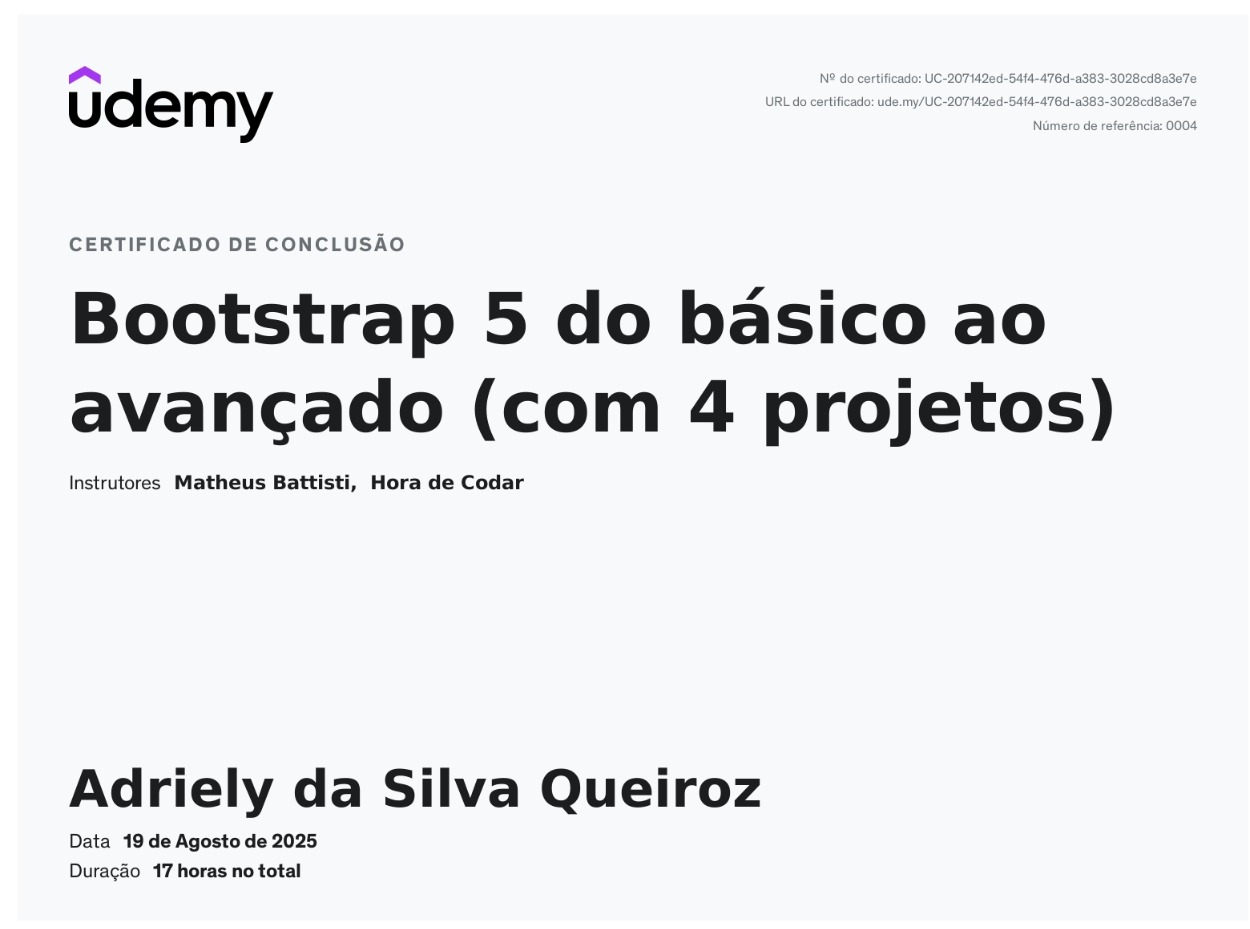 udemy
Nº do certificado: UC-207142ed-54f4-476d-a383-3028cd8a3e7e
URL do certificado: ude.my/UC-207142ed-54f4-476d-a383-3028cd8a3e7e
Número de referência: 0004
CERTIFICADO DE CONCLUSÃO
Bootstrap 5 do básico ao
avançado (com 4 projetos)
Instrutores Matheus Battisti, Hora de Codar
Adriely da Silva Queiroz
Data 19 de Agosto de 2025
Duração 17 horas no total